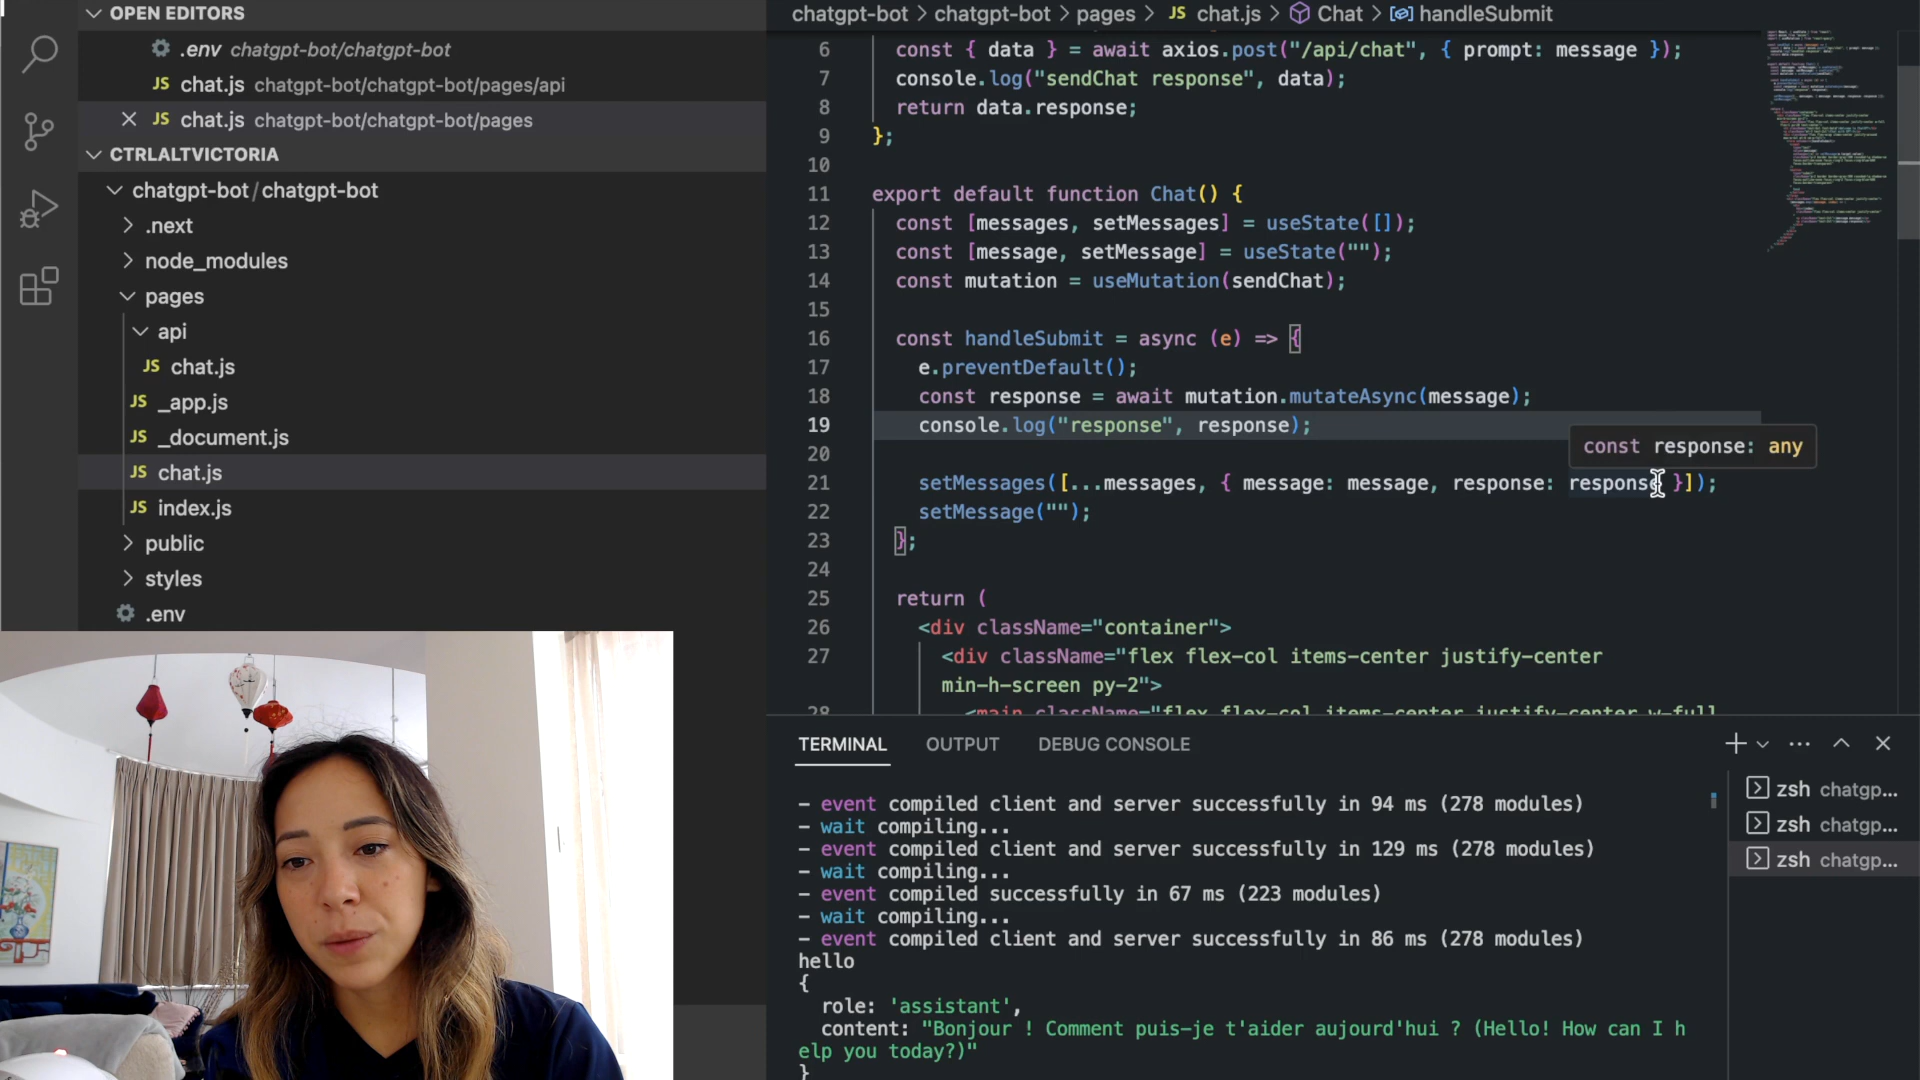 OPEN EDITORS
.env chatgpt-bot/chatgpt-bot
JS chat.js chatgpt-bot/chatgpt-bot/pages/api
JS chat.js chatgpt-bot/chatgpt-bot/pages
CTRLALTVICTORIA
chatgpt-bot / chatgpt-bot
.next
node_modules
pages
api
JS chat.js
JS _app.js
JS _document.js
JS chat.js
JS index.js
public
styles
.env
chatgpt-bot > chatgpt-bot > pages > JS chat.js > Chat > handleSubmit
6 const { data } = await axios.post("/api/chat", { prompt: message });
7 console.log("sendChat response", data);
8 return data.response;
9 };
10
11 export default function Chat() {
12 const [messages, setMessages] = useState([]);
13 const [message, setMessage] = useState("");
14 const mutation = useMutation(sendChat);
15
16 const handleSubmit = async (e) => {
17 e.preventDefault();
18 const response = await mutation.mutateAsync(message);
19 console.log("response", response);
const response: any
20
21 setMessages([...messages, { message: message, response: response }]);
22 setMessage("");
23 };
24
25 return (
26 <div className="container">
27 <div className="flex flex-col items-center justify-center
min-h-screen py-2">
28 <main className="flex flex-col items-center justify-center w-full
TERMINAL OUTPUT DEBUG CONSOLE
– event compiled client and server successfully in 94 ms (278 modules)
– wait compiling...
– event compiled client and server successfully in 129 ms (278 modules)
– wait compiling...
– event compiled successfully in 67 ms (223 modules)
– wait compiling...
– event compiled client and server successfully in 86 ms (278 modules)
hello
{
role: 'assistant',
content: "Bonjour ! Comment puis-je t'aider aujourd'hui ? (Hello! How can I h
elp you today?)"
}
zsh chatgp...
zsh chatgp...
zsh chatgp...